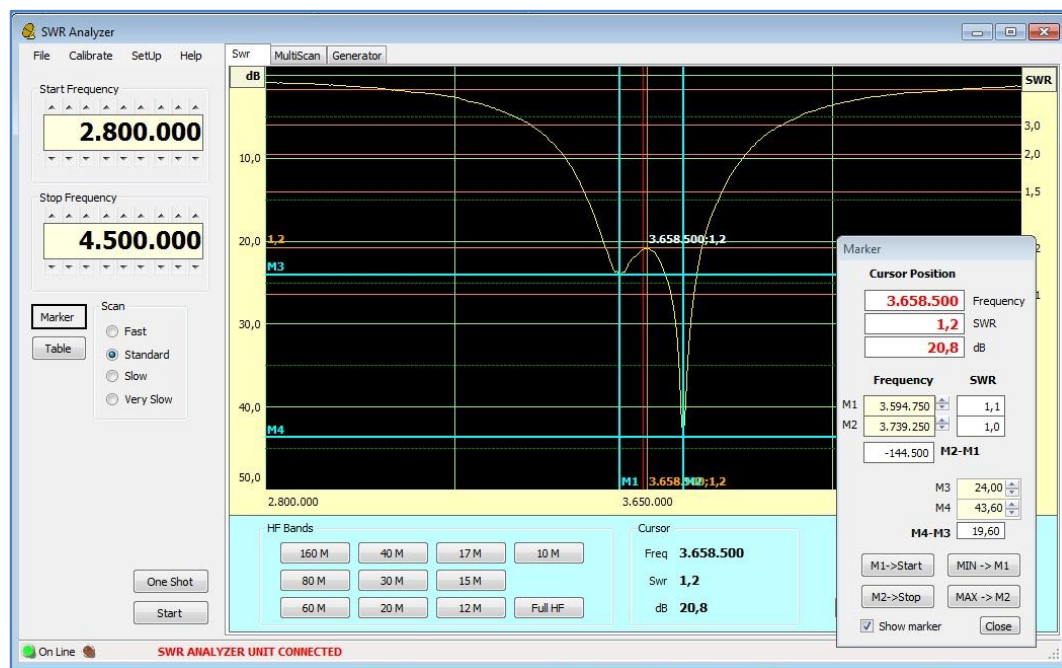 SWR Analyzer
File Calibrate SetUp Help
Swr MultiScan Generator
Start Frequency
2.800.000
Stop Frequency
4.500.000
Marker
Table
Scan
Fast
Standard
Slow
Very Slow
One Shot
Start
dB
10,0
20,0
30,0
40,0
50,0
SWR
3,0
2,0
1,5
1,2
3.658.500;1,2
M3
M4
M1
3.658.500;1,2
2.800.000
3.650.000
HF Bands
160 M 40 M 17 M 10 M
80 M 30 M 15 M
60 M 20 M 12 M Full HF
Cursor
Freq 3.658.500
Swr 1,2
dB 20,8
Marker
Cursor Position
3.658.500 Frequency
1,2 SWR
20,8 dB
Frequency SWR
M1 3.594.750 1,1
M2 3.739.250 1,0
-144.500 M2-M1
M3 24,00
M4 43,60
M4-M3 19,60
M1->Start MIN -> M1
M2->Stop MAX -> M2
Show marker Close
On Line SWR ANALYZER UNIT CONNECTED